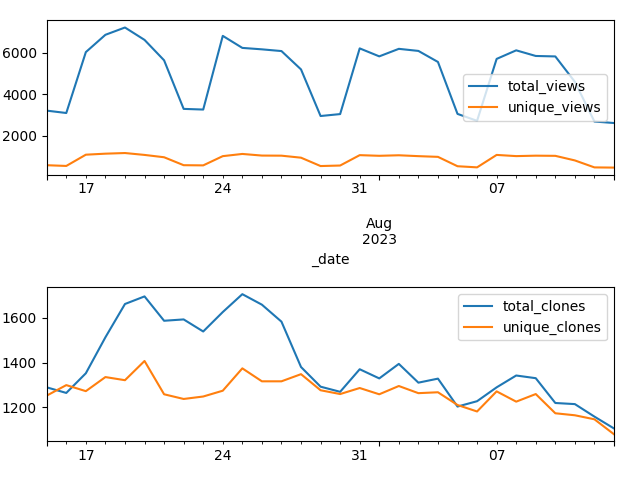 6000
4000
2000
total_views
unique_views
17 24 31 07
Aug
2023
_date
1600
1400
1200
total_clones
unique_clones
17 24 31 07